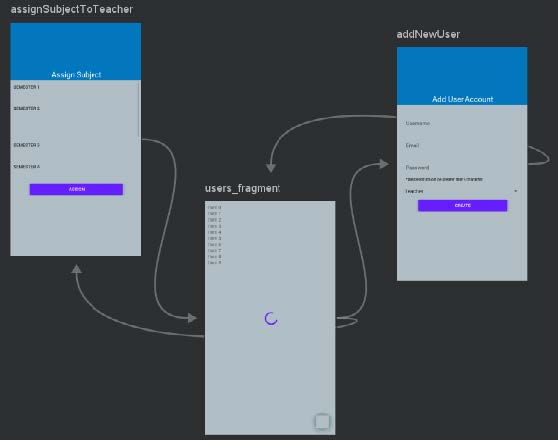 assignSubjectToTeacher
Assign Subject
SEMESTER 1
SEMESTER 2
SEMESTER 3
SEMESTER 4
ASSIGN
users_fragment
Item 0
Item 1
Item 2
Item 3
Item 4
Item 5
Item 6
Item 7
Item 8
Item 9
addNewUser
Add User Account
Username
Email
Password
Teacher
CREATE